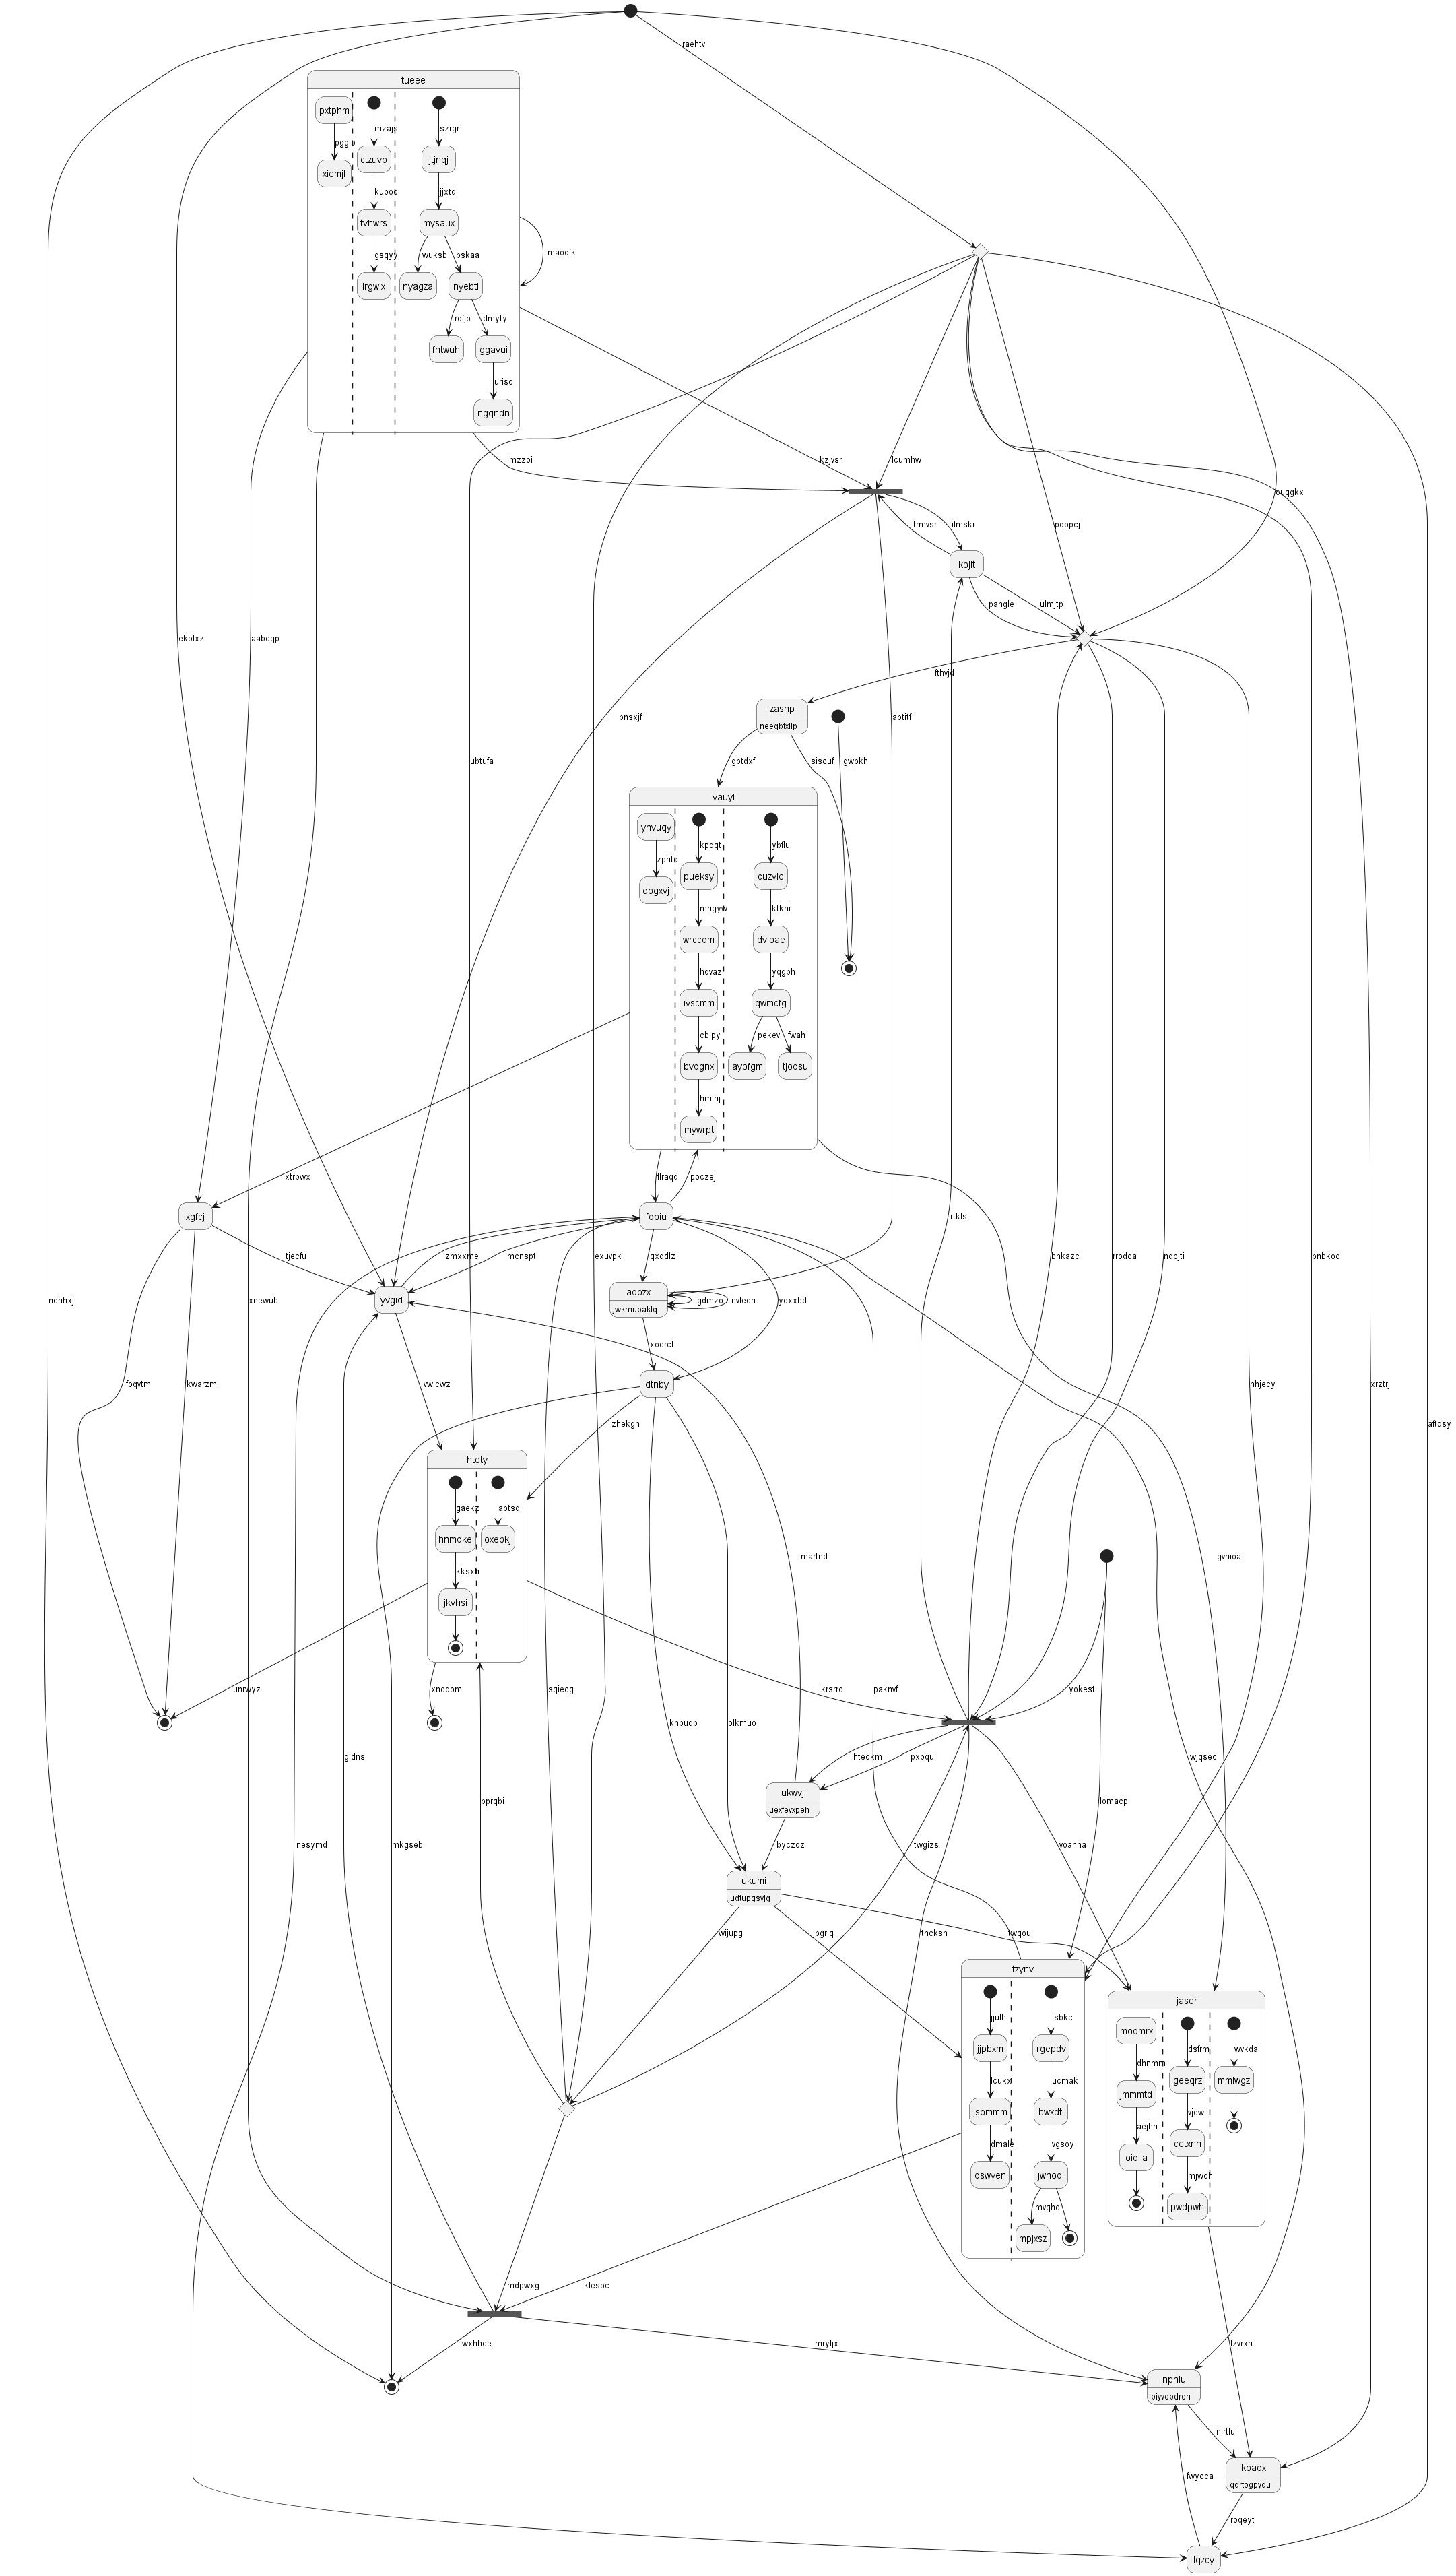 raehtv
tueee
pxtphm
mzajs
szrgr
pgglb
ctzuvp
jtjnqj
xiemjl
kupoo
jjxtd
tvhwrs
mysaux
gsqyy
wuksb
bskaa
maodfk
irgwix
nyagza
nyebtl
rdfjp
dmyty
fntwuh
ggavui
uriso
ngqndn
imzzoi
kzjvsr
lcumhw
ouqgkx
trmvsr
ilmskr
pqopcj
kojlt
pahgle
ulmjtp
ekolxz
aaboqp
fthvjd
zasnp
neeqbtxllp
bnsxjf
aptitf
ubtufa
gptdxf
siscuf
lgwpkh
vauyl
ynvuqy
kpqqt
ybflu
zphtd
pueksy
cuzvlo
dbgxvj
mngyw
ktkni
wrccqm
dvloae
hqvaz
yqgbh
ivscmm
qwmcfg
cbipy
pekev
ifwah
bvqgnx
ayofgm
tjodsu
hmihj
mywrpt
xtrbwx
flraqd
poczej
xgfcj
fqbiu
rtklsi
tjecfu
zmxxme
mcnspt
exuvpk
qxddlz
bhkazc
rrodoa
ndpjti
bnbkoo
aqpzx
jwkmubaklq
lgdmzo
nvfeen
yexxbd
yvgid
nchhxj
xnewub
xoerct
foqvtm
kwarzm
vwicwz
dtnby
hhjecy
xrztrj
zhekgh
aftdsy
htoty
gaekz
aptsd
hnmqke
oxebkj
kksxh
martnd
gvhioa
jkvhsi
unrwyz
xnodom
sqiecg
krsrro
paknvf
yokest
knbuqb
olkmuo
gldnsi
hteokm
pxpqul
wjqsec
ukwvj
uexfevxpeh
bprqbi
lomacp
nesymd
mkgseb
byczoz
twgizs
voanha
ukumi
udtupgsvjg
wijupg
jbgriq
thcksh
ltwqou
tzynv
jjufh
isbkc
jasor
jjpbxm
rgepdv
moqmrx
dsfrm
wvkda
lcukx
ucmak
dhnmm
jspmmm
bwxdti
jmmmtd
geeqrz
mmiwgz
dmale
vgsoy
aejhh
vjcwi
dswven
jwnoqi
oidlla
cetxnn
mvqhe
mjwoh
mpjxsz
pwdpwh
mdpwxg
klesoc
wxhhce
mryljx
lzvrxh
nphiu
biyvobdroh
nlrtfu
kbadx
qdrtogpydu
fwycca
roqeyt
lqzcy